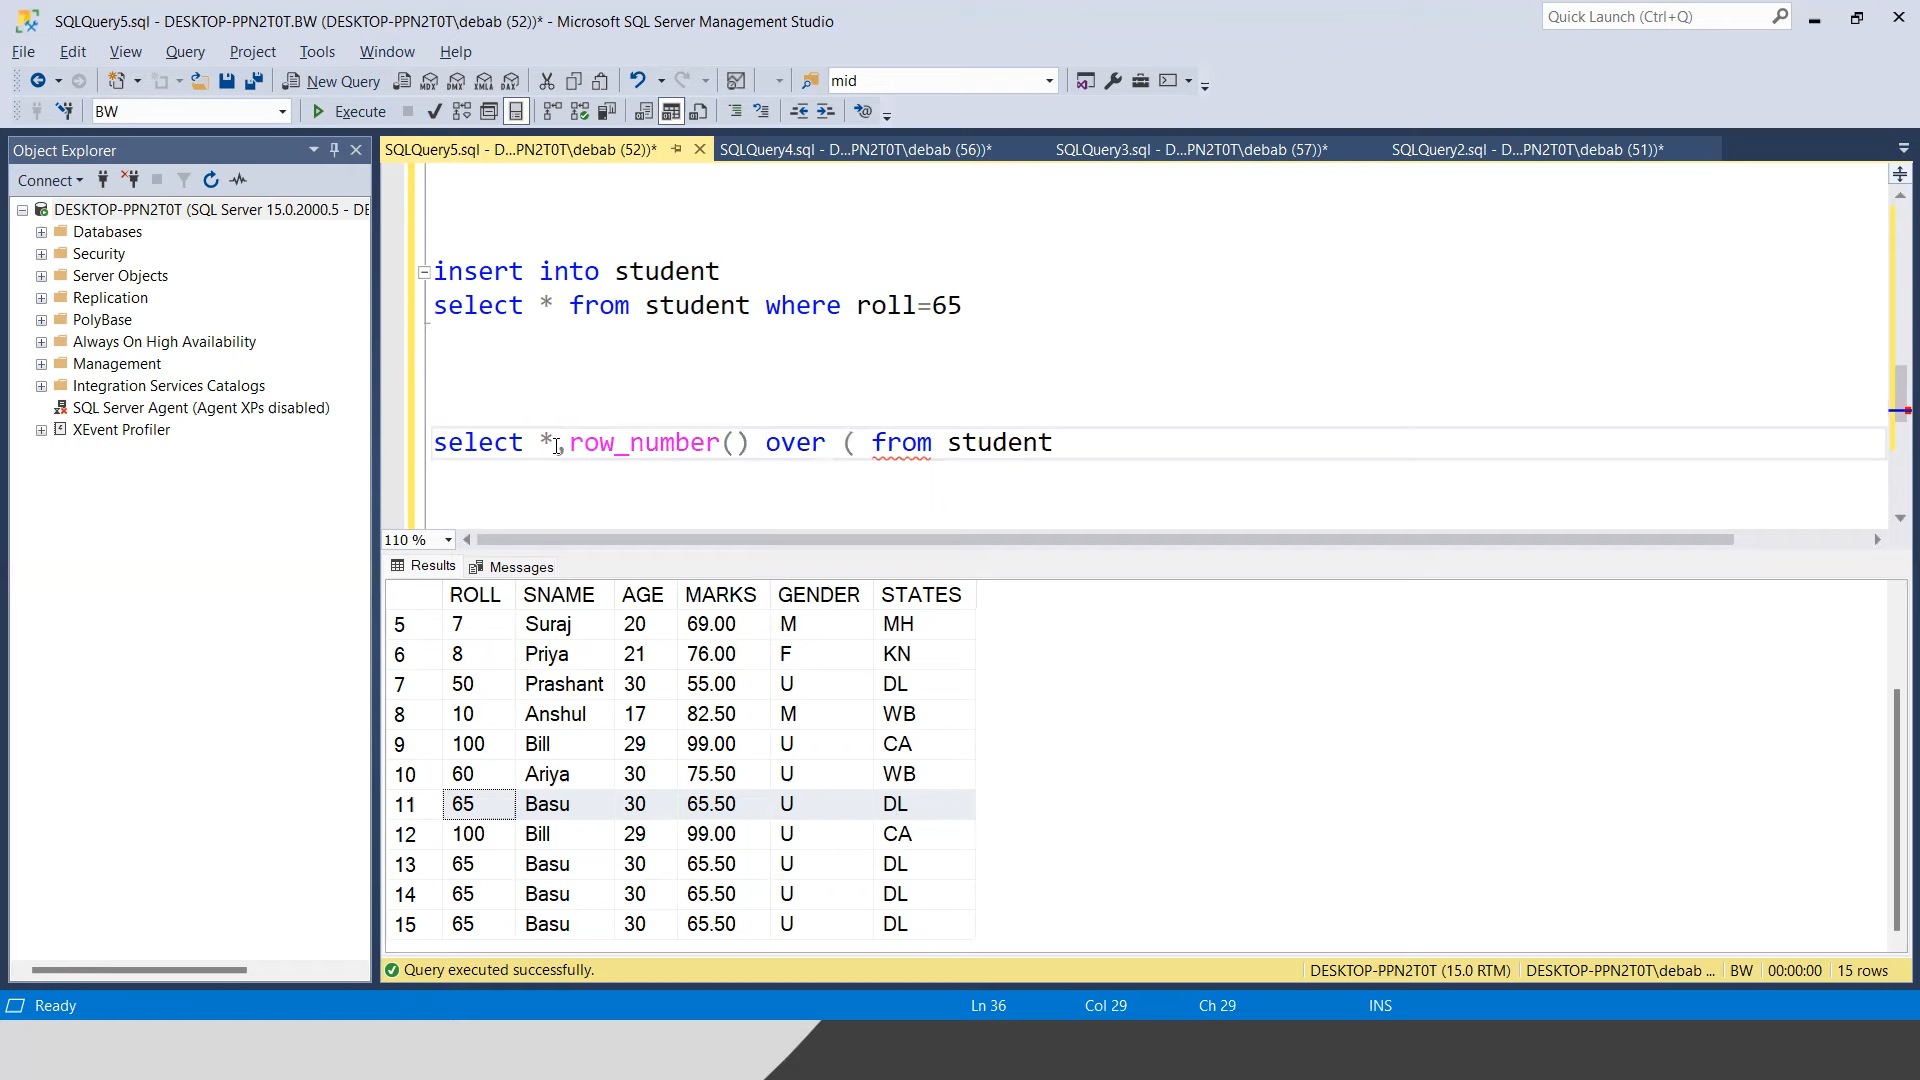 SQLQuery5.sql - DESKTOP-PPN2T0T.BW (DESKTOP-PPN2T0T\debab (52))* - Microsoft SQL Server Management Studio
Quick Launch (Ctrl+Q)
File Edit View Query Project Tools Window Help
New Query
MDX DMX XMLA DAX
mid
BW
Execute
Object Explorer
SQLQuery5.sql - D...PN2T0T\debab (52))*
SQLQuery4.sql - D...PN2T0T\debab (56))*
SQLQuery3.sql - D...PN2T0T\debab (57))*
SQLQuery2.sql - D...PN2T0T\debab (51))*
Connect
DESKTOP-PPN2T0T (SQL Server 15.0.2000.5 - DE
Databases
Security
Server Objects
Replication
PolyBase
Always On High Availability
Management
Integration Services Catalogs
SQL Server Agent (Agent XPs disabled)
XEvent Profiler
insert into student
select * from student where roll=65
select *,row_number() over ( from student
110 %
Results Messages
ROLL SNAME AGE MARKS GENDER STATES
5 7 Suraj 20 69.00 M MH
6 8 Priya 21 76.00 F KN
7 50 Prashant 30 55.00 U DL
8 10 Anshul 17 82.50 M WB
9 100 Bill 29 99.00 U CA
10 60 Ariya 30 75.50 U WB
11 65 Basu 30 65.50 U DL
12 100 Bill 29 99.00 U CA
13 65 Basu 30 65.50 U DL
14 65 Basu 30 65.50 U DL
15 65 Basu 30 65.50 U DL
Query executed successfully.
DESKTOP-PPN2T0T (15.0 RTM) DESKTOP-PPN2T0T\debab ... BW 00:00:00 15 rows
Ready
Ln 36 Col 29 Ch 29 INS